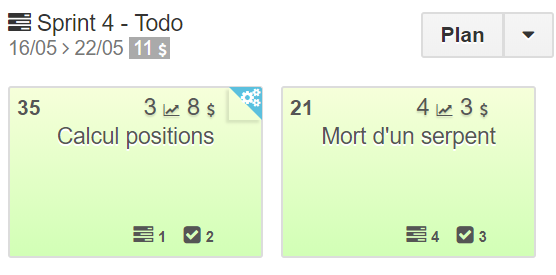 Sprint 4 - Todo
16/05 > 22/05 11 $
Plan
35 3 8 $
Calcul positions
1 2
21 4 3 $
Mort d'un serpent
4 3